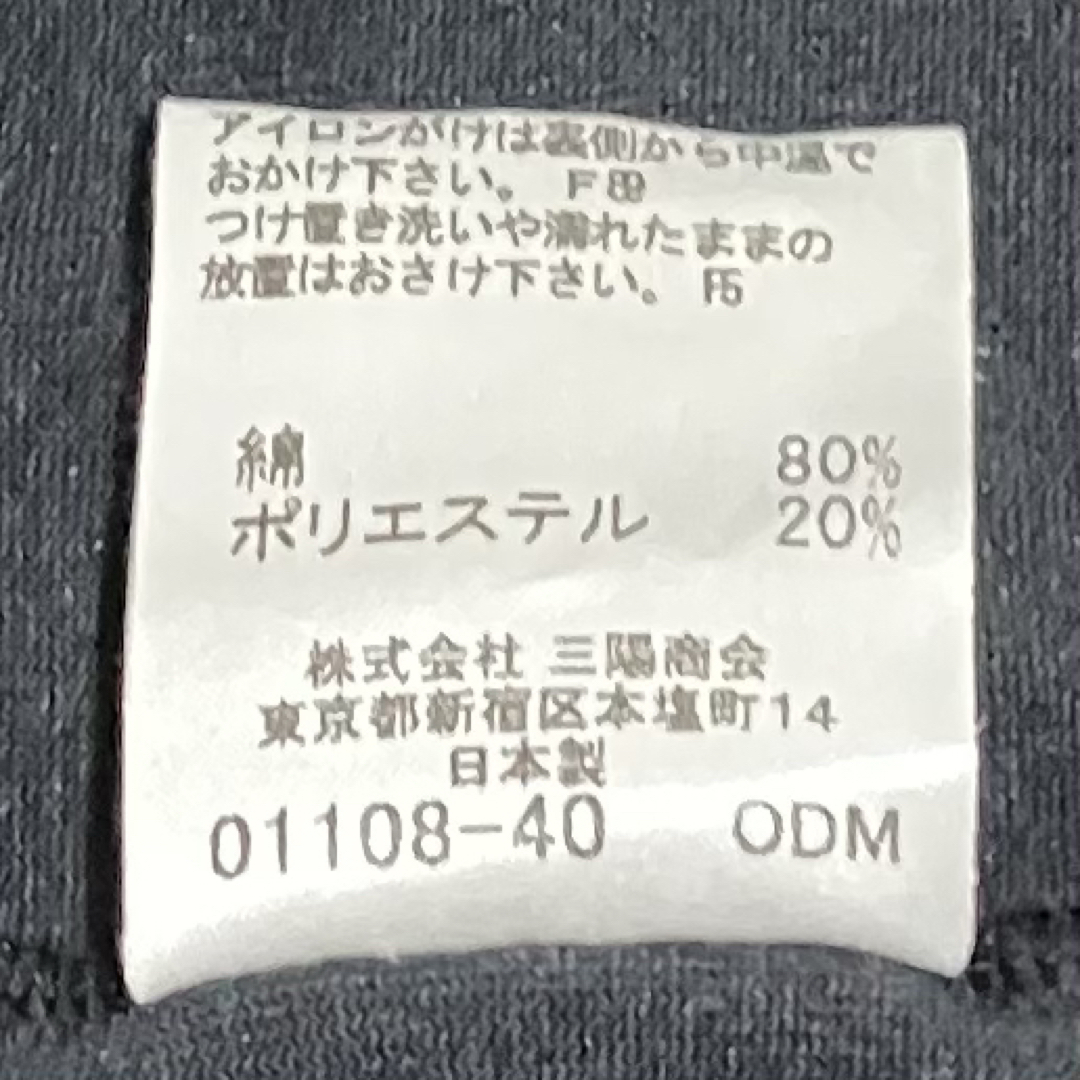 アイロンがけは裏側から中温で
おかけ下さい。 F89
つけ置き洗いや濡れたままの
放置はおさけ下さい。 F5
綿 80%
ポリエステル 20%
株式会社 三陽商会
東京都新宿区本塩町14
日本製
01108-40 ODM